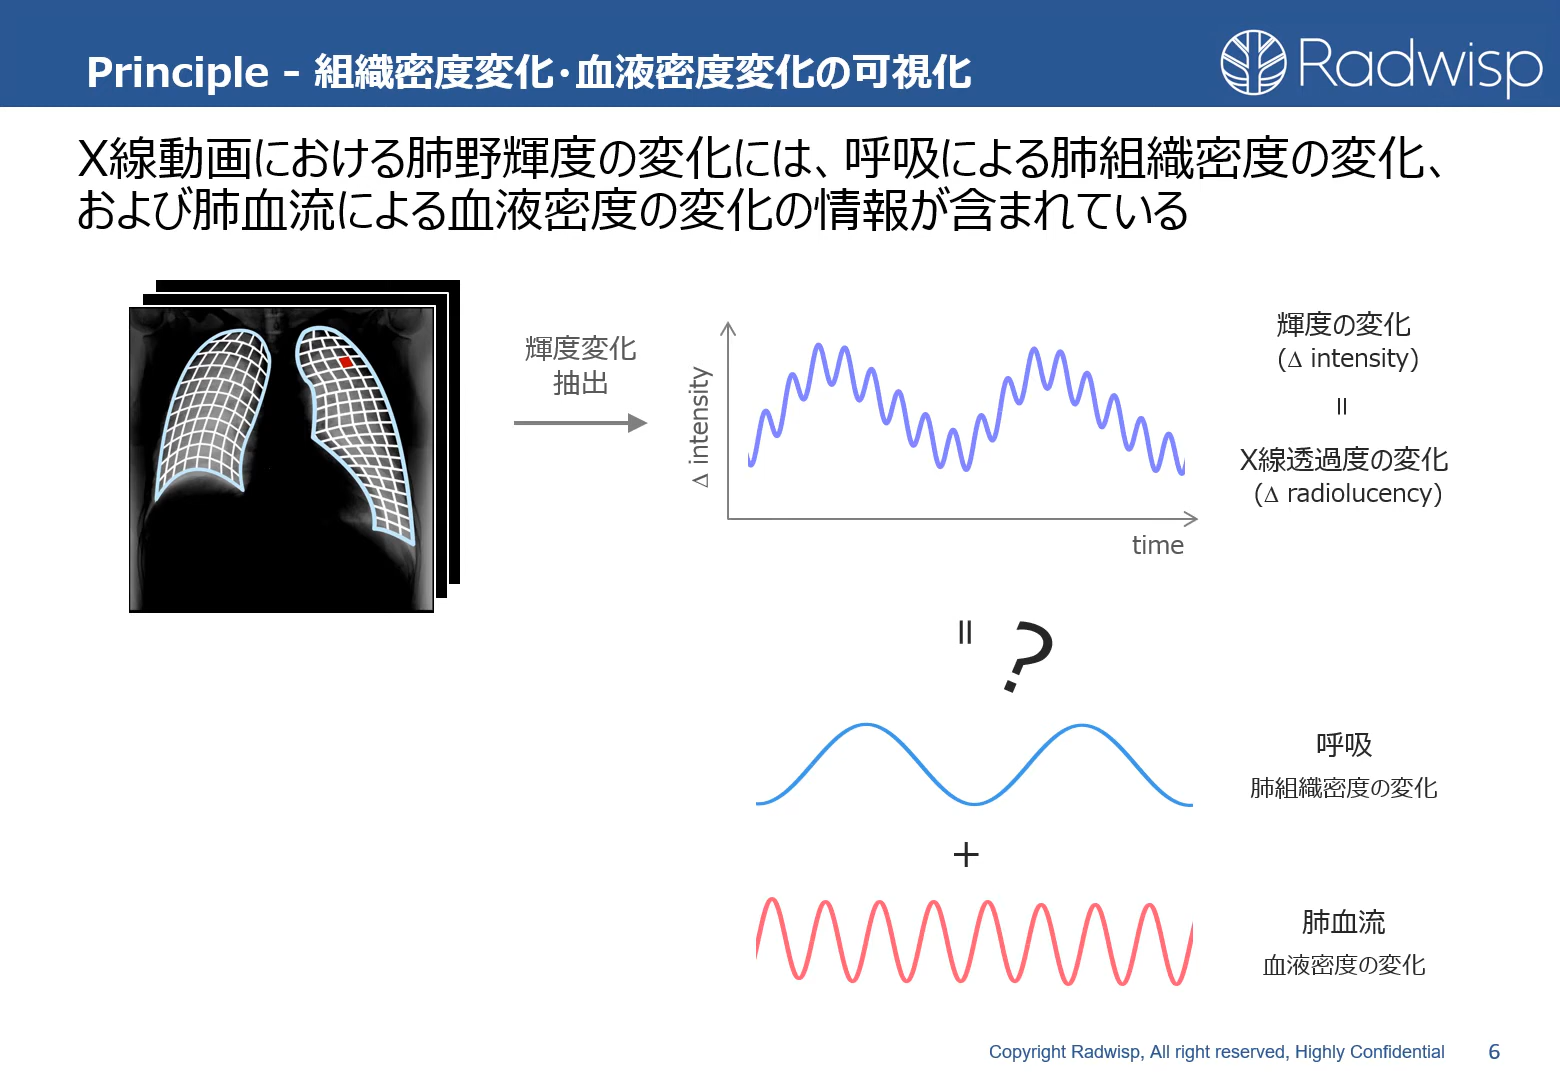 Principle - 組織密度変化･血液密度変化の可視化
Radwisp
X線動画における肺野輝度の変化には、呼吸による肺組織密度の変化、
および肺血流による血液密度の変化の情報が含まれている
輝度変化
抽出
Δ intensity
time
輝度の変化
(Δ intensity)
=
X線透過度の変化
(Δ radiolucency)
= ?
呼吸
肺組織密度の変化
+
肺血流
血液密度の変化
Copyright Radwisp, All right reserved, Highly Confidential
6